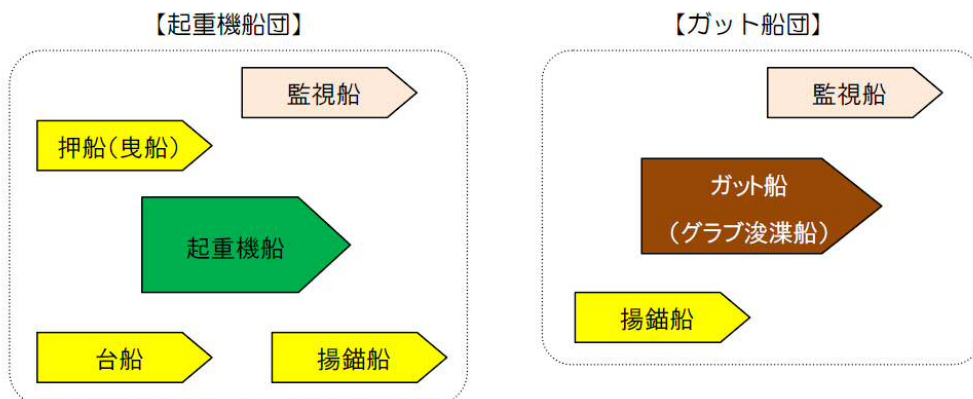 【起重機船団】
監視船
押船（曳船）
起重機船
台船
揚錨船
【ガット船団】
監視船
ガット船
（グラブ浚渫船）
揚錨船